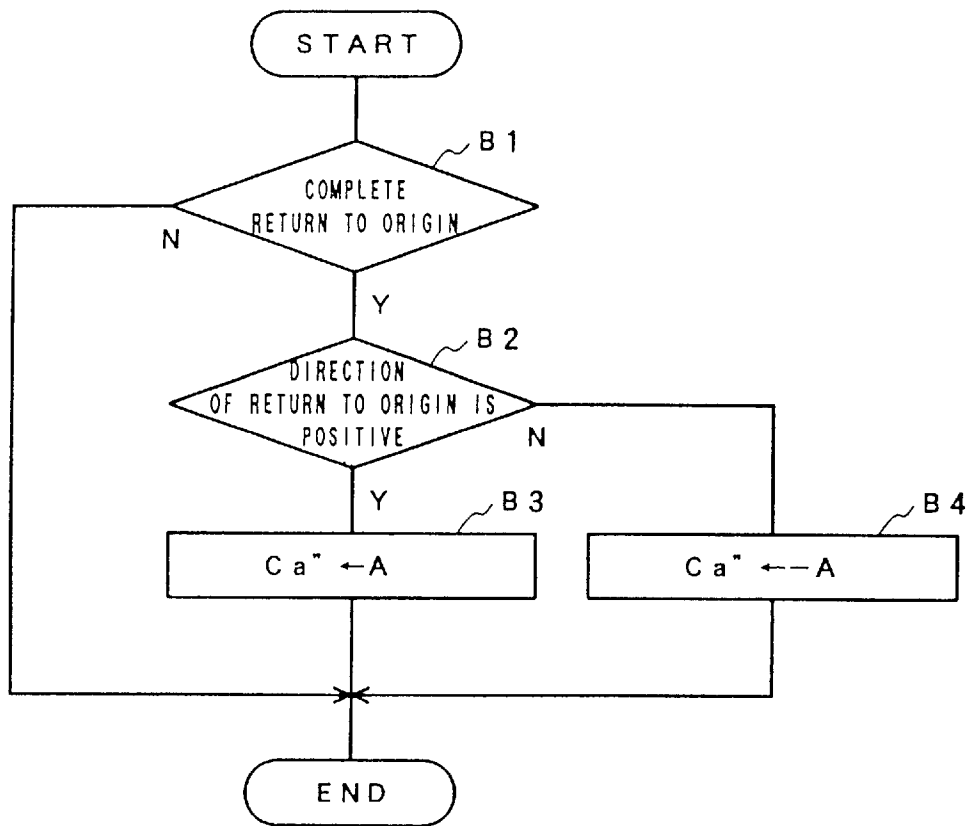 START
B1
COMPLETE
RETURN TO ORIGIN
N
Y
B2
DIRECTION
OF RETURN TO ORIGIN IS
POSITIVE
N
Y
B3
Ca" ←A
B4
Ca" ←−A
END